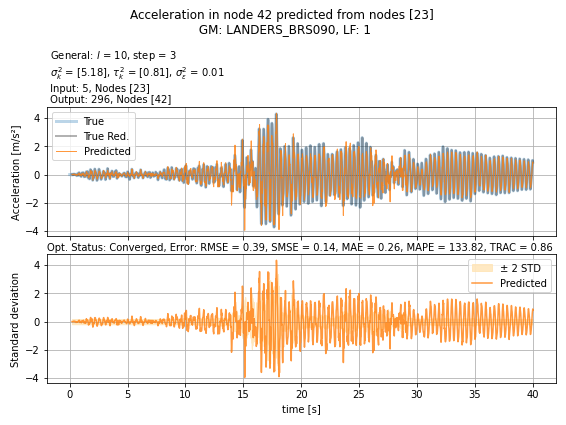 Acceleration in node 42 predicted from nodes [23]
GM: LANDERS_BRS090, LF: 1
General: l = 10, step = 3
σ²ₖ = [5.18], τ²ₖ = [0.81], σ²ε = 0.01
Input: 5, Nodes [23]
Output: 296, Nodes [42]
Acceleration [m/s²]
4
2
0
−2
−4
True
True Red.
Predicted
Opt. Status: Converged, Error: RMSE = 0.39, SMSE = 0.14, MAE = 0.26, MAPE = 133.82, TRAC = 0.86
Standard deviation
4
2
0
−2
−4
± 2 STD
Predicted
0 5 10 15 20 25 30 35 40
time [s]